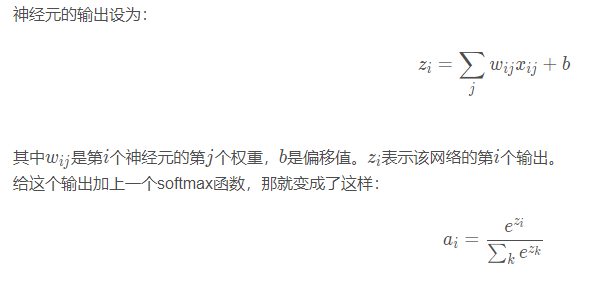 神经元的输出设为：
z_i = ∑_j w_{ij}x_{ij} + b
其中w_{ij}是第i个神经元的第j个权重，b是偏移值。z_i表示该网络的第i个输出。
给这个输出加上一个softmax函数，那就变成了这样：
a_i = \frac{e^{z_i}}{∑_k e^{z_k}}